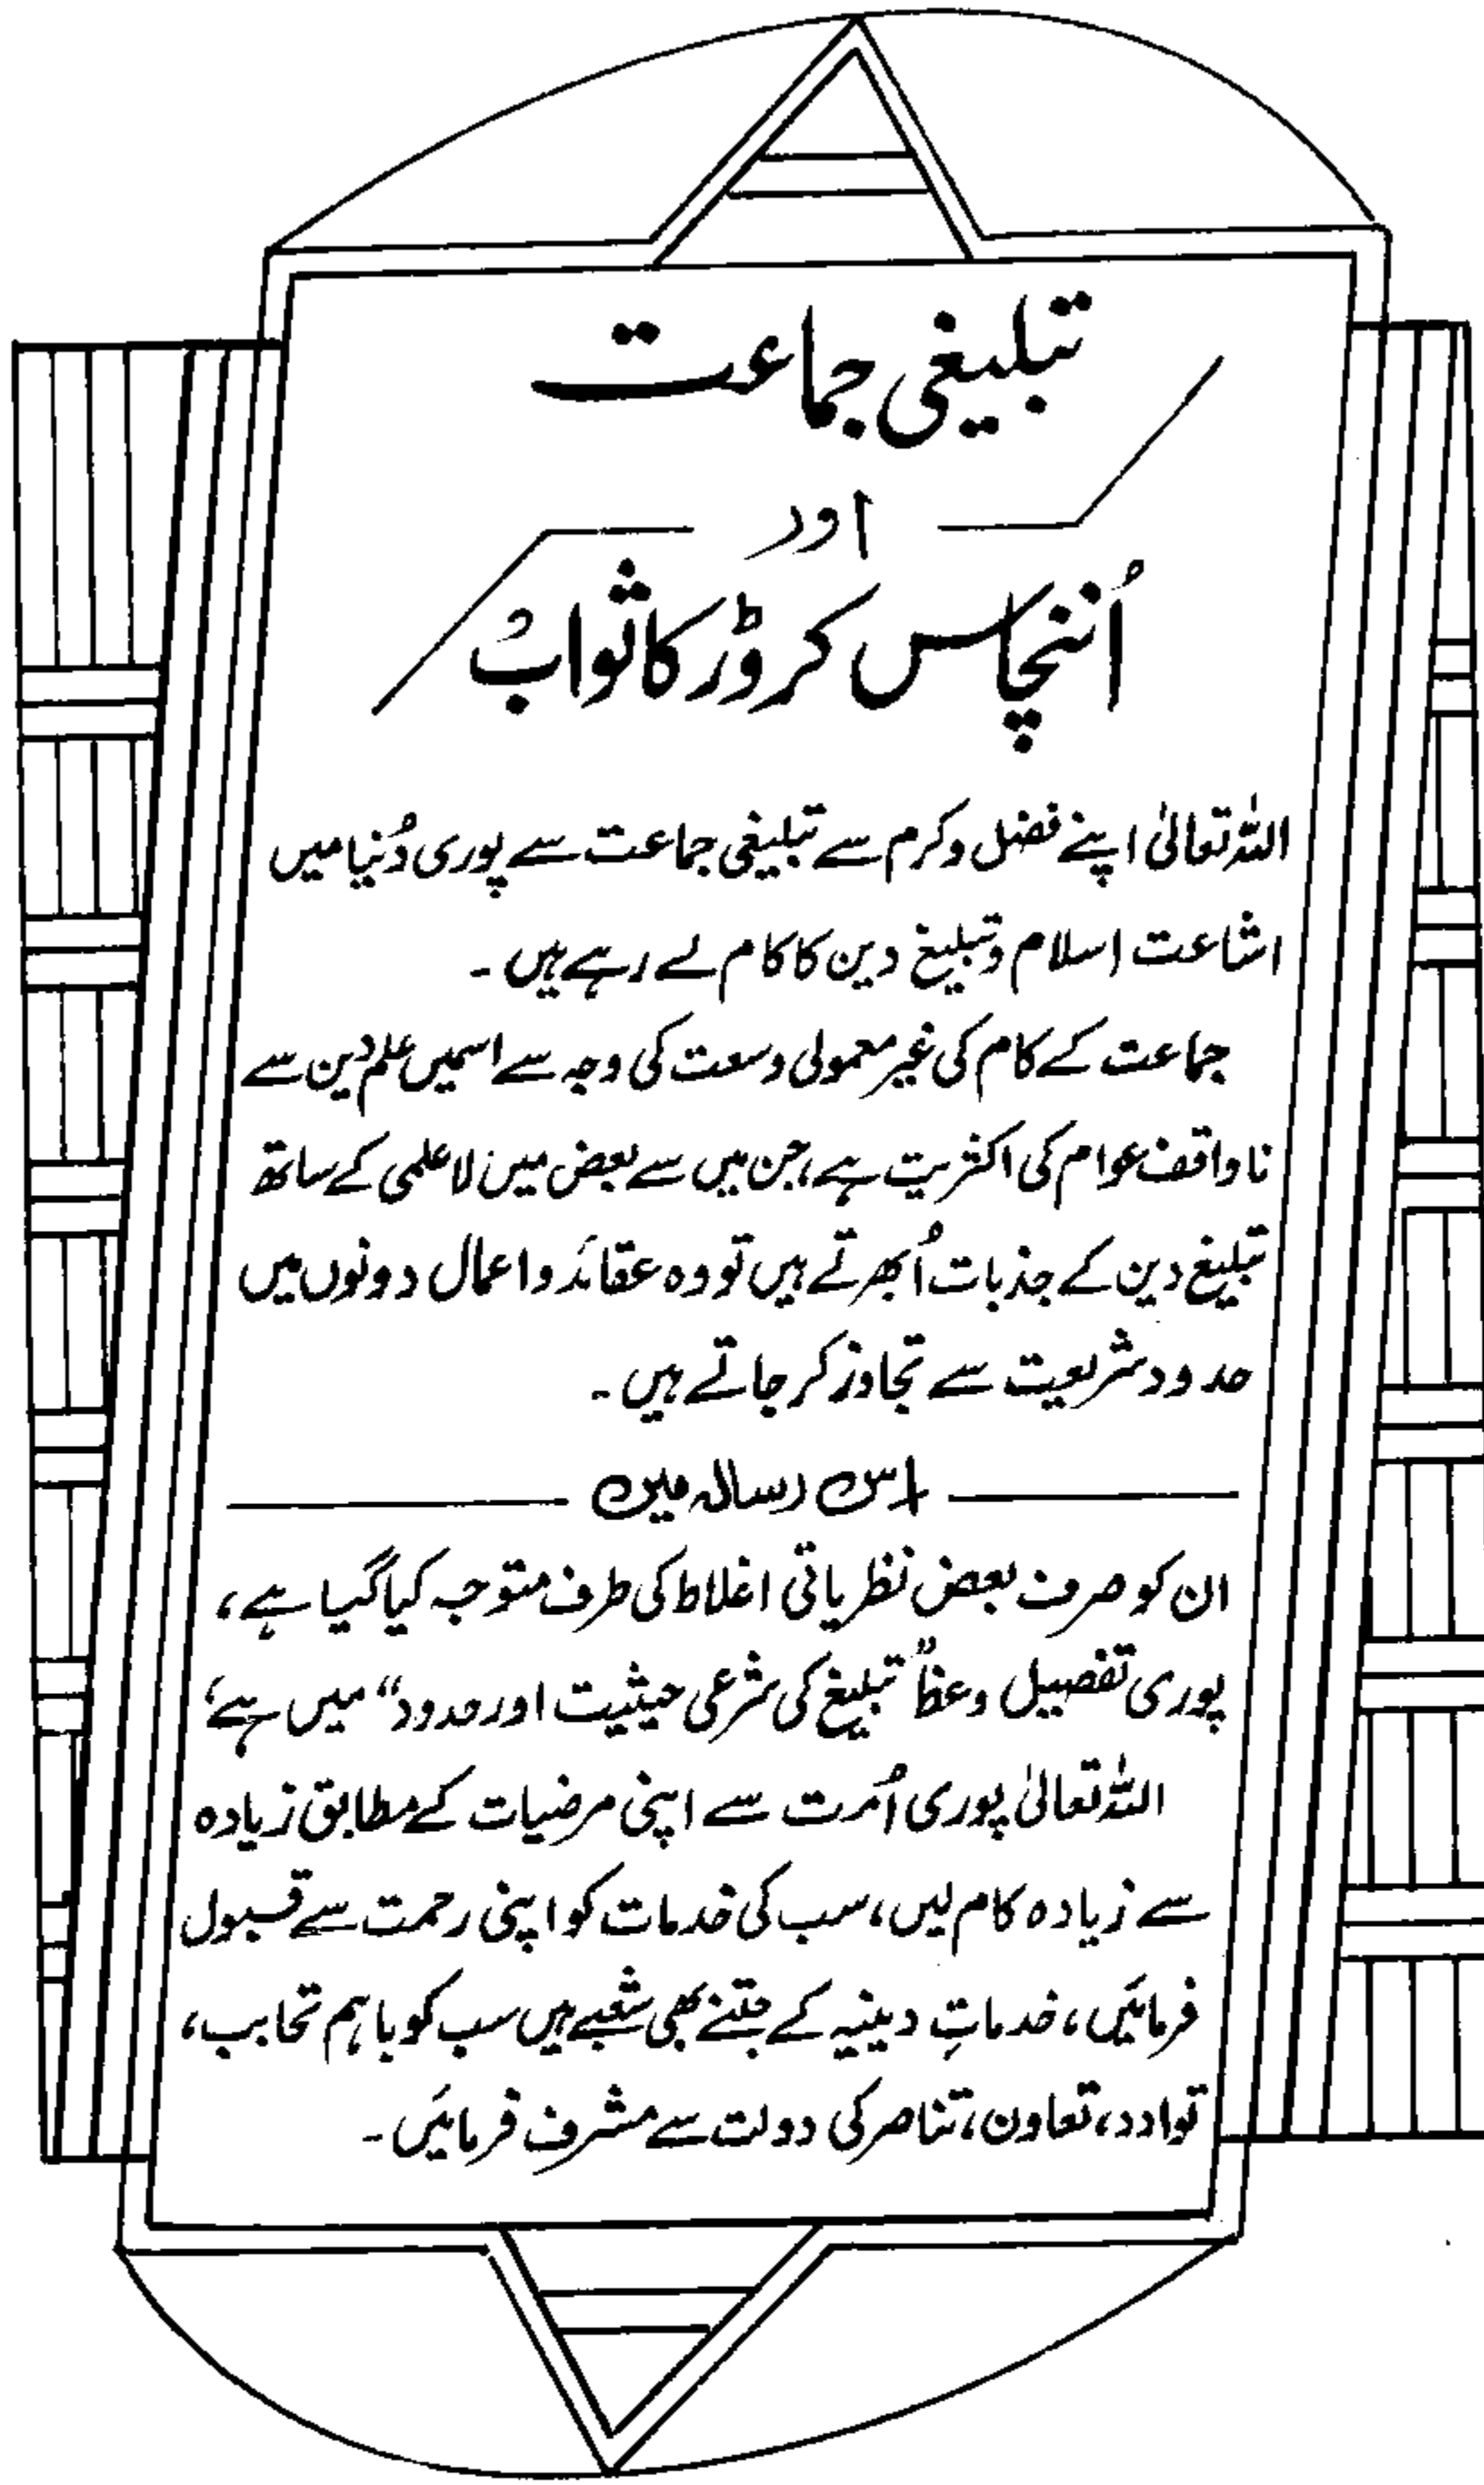 تبلیغی جماعت
اور
اُنچاس کروڑ کا ثواب
اللہ تعالیٰ اپنے فضل وکرم سے تبلیغی جماعت سے پوری دُنیا میں
اشاعت اسلام وتبلیغ دین کا کام لے رہے ہیں ۔
جماعت کے کام کی غیر معمولی وسعت کی وجہ سے اسمیں علم دین سے
ناواقف عوام کی اکثریت ہے، جن میں سے بعض میں لاعلمی کے ساتھ
تبلیغ دین کے جذبات اُبھرتے ہیں تو وہ عقائد واعمال دونوں میں
حدود شریعت سے تجاوز کرجاتے ہیں ۔
اس رسالہ میں
ان کو صرف بعض نظریاتی اغلاط کی طرف متوجہ کیا گیا ہے،
پوری تفصیل وعظ "تبلیغ کی شرعی حیثیت اور حدود" میں ہے،
اللہ تعالیٰ پوری اُمت سے اپنی مرضیات کے مطابق زیادہ
سے زیادہ کام لیں، سب کی خدمات کو اپنی رحمت سے قبول
فرمائیں، خدماتِ دینیہ کے جتنے بھی شعبے ہیں سب کو باہم تحابب،
توادد، تعاون، تناصر کی دولت سے مشرف فرمائیں ۔